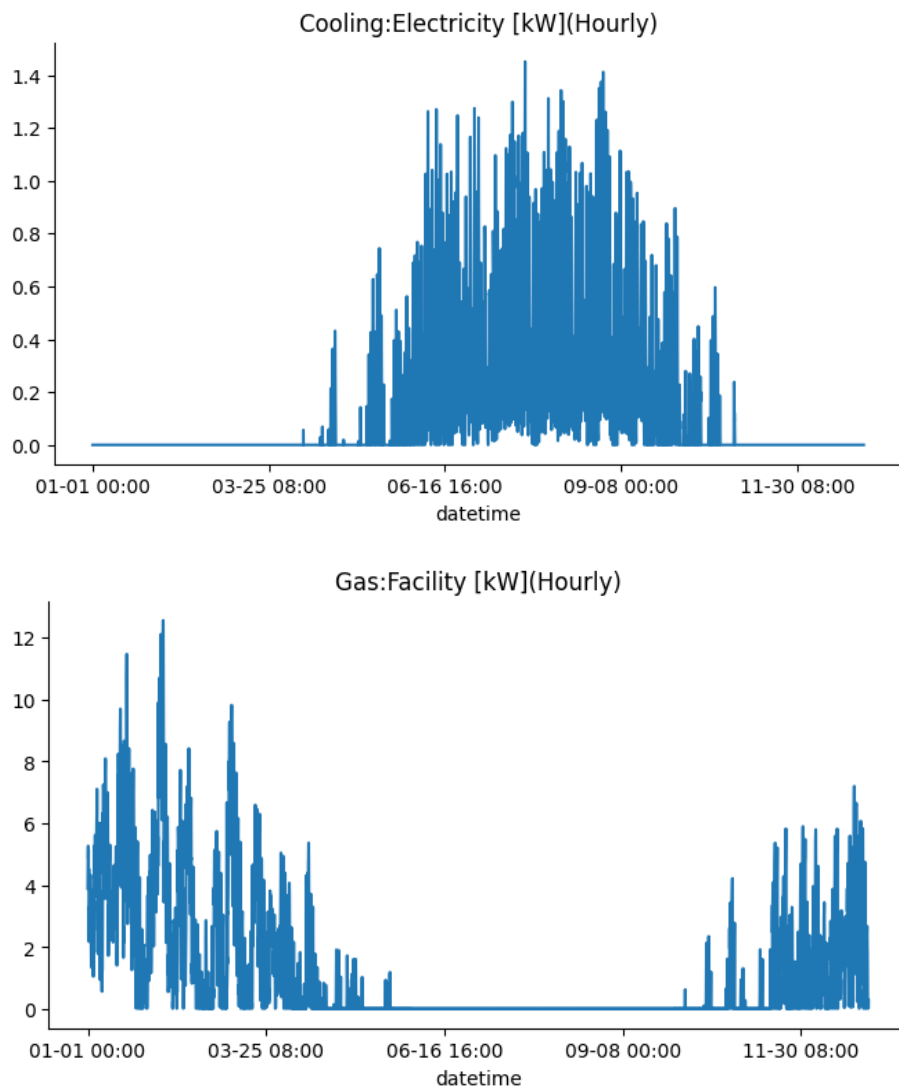 Cooling:Electricity [kW](Hourly)
1.4
1.2
1.0
0.8
0.6
0.4
0.2
0.0
01-01 00:00 03-25 08:00 06-16 16:00 09-08 00:00 11-30 08:00
datetime
Gas:Facility [kW](Hourly)
12
10
8
6
4
2
0
01-01 00:00 03-25 08:00 06-16 16:00 09-08 00:00 11-30 08:00
datetime